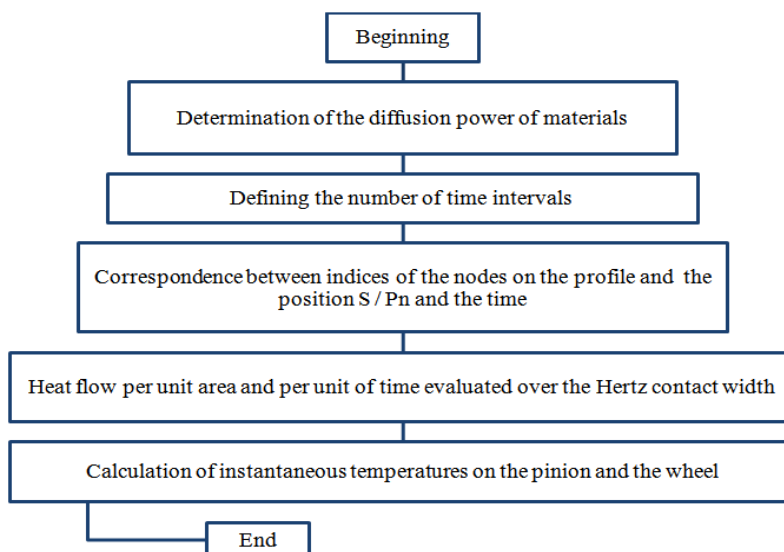 Beginning
Determination of the diffusion power of materials
Defining the number of time intervals
Correspondence between indices of the nodes on the profile and the
position S / Pn and the time
Heat flow per unit area and per unit of time evaluated over the Hertz contact width
Calculation of instantaneous temperatures on the pinion and the wheel
End